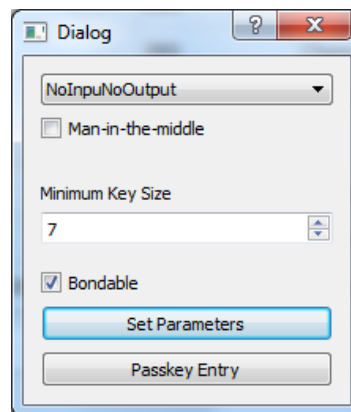 Dialog
NoInpuNoOutput
Man-in-the-middle
Minimum Key Size
7
Bondable
Set Parameters
Passkey Entry